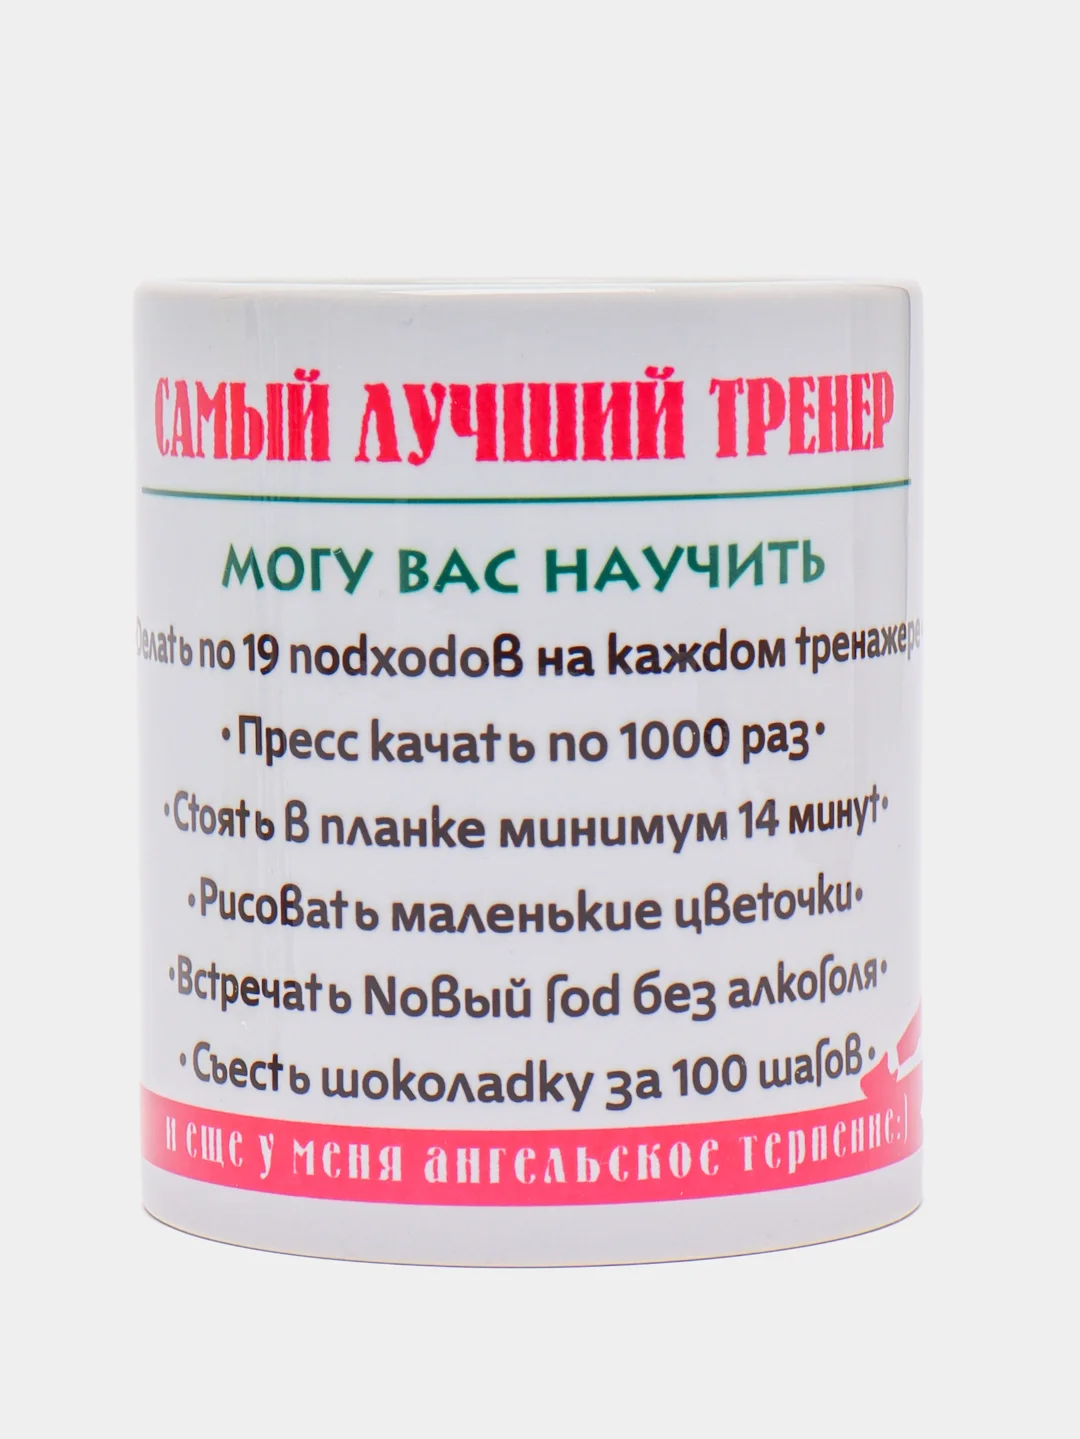 САМЫЙ ЛУЧШИЙ ТРЕНЕР
МОГУ ВАС НАУЧИТЬ
Делать по 19 подходов на каждом тренажере
•Пресс качать по 1000 раз•
•Стоять в планке минимум 14 минут•
•Рисовать маленькие цветочки•
•Встречать Новый год без алкоголя•
•Съесть шоколадку за 100 шагов•
и еще у меня ангельское терпение:)